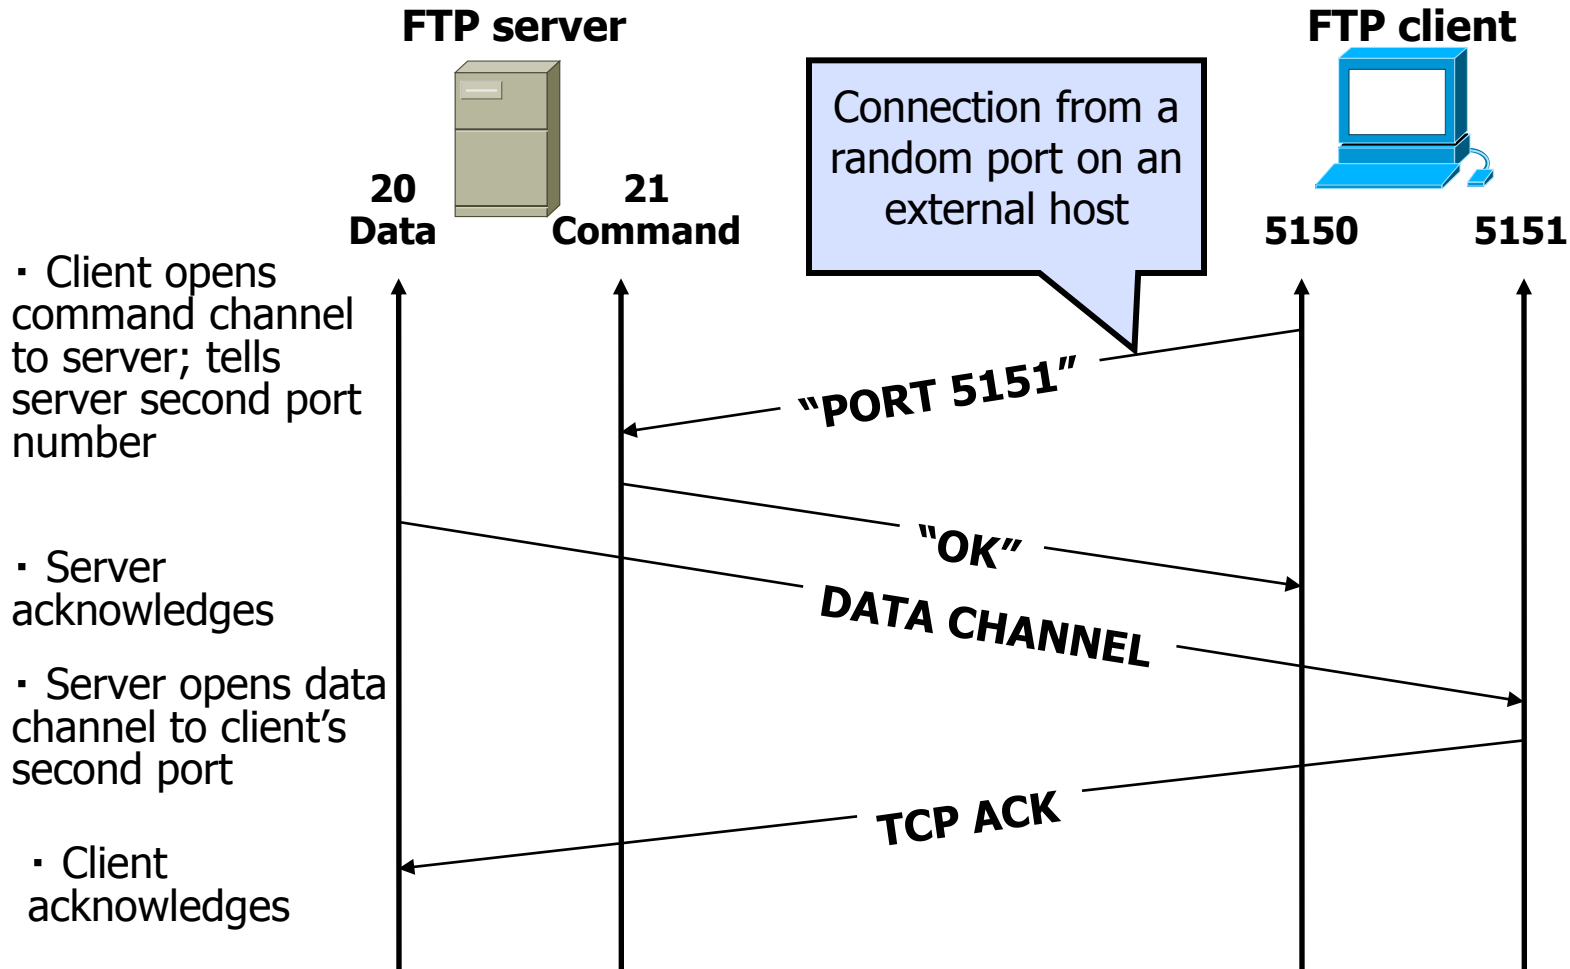 FTP server
FTP client
Connection from a
random port on an
external host
20
Data
21
Command
5150
5151
▪ Client opens
command channel
to server; tells
server second port
number
“PORT 5151”
“OK”
▪ Server
acknowledges
DATA CHANNEL
▪ Server opens data
channel to client’s
second port
TCP ACK
▪ Client
acknowledges